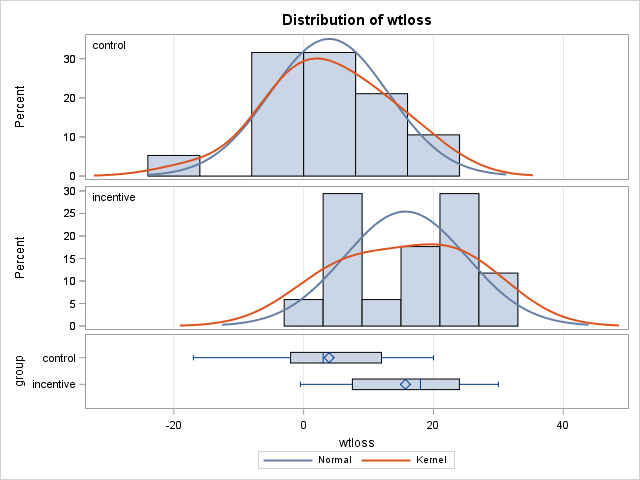 Distribution of wtloss
control
Percent
30
20
10
0
incentive
Percent
30
25
20
15
10
5
0
group
control
incentive
-20 0 20 40
wtloss
Normal Kernel